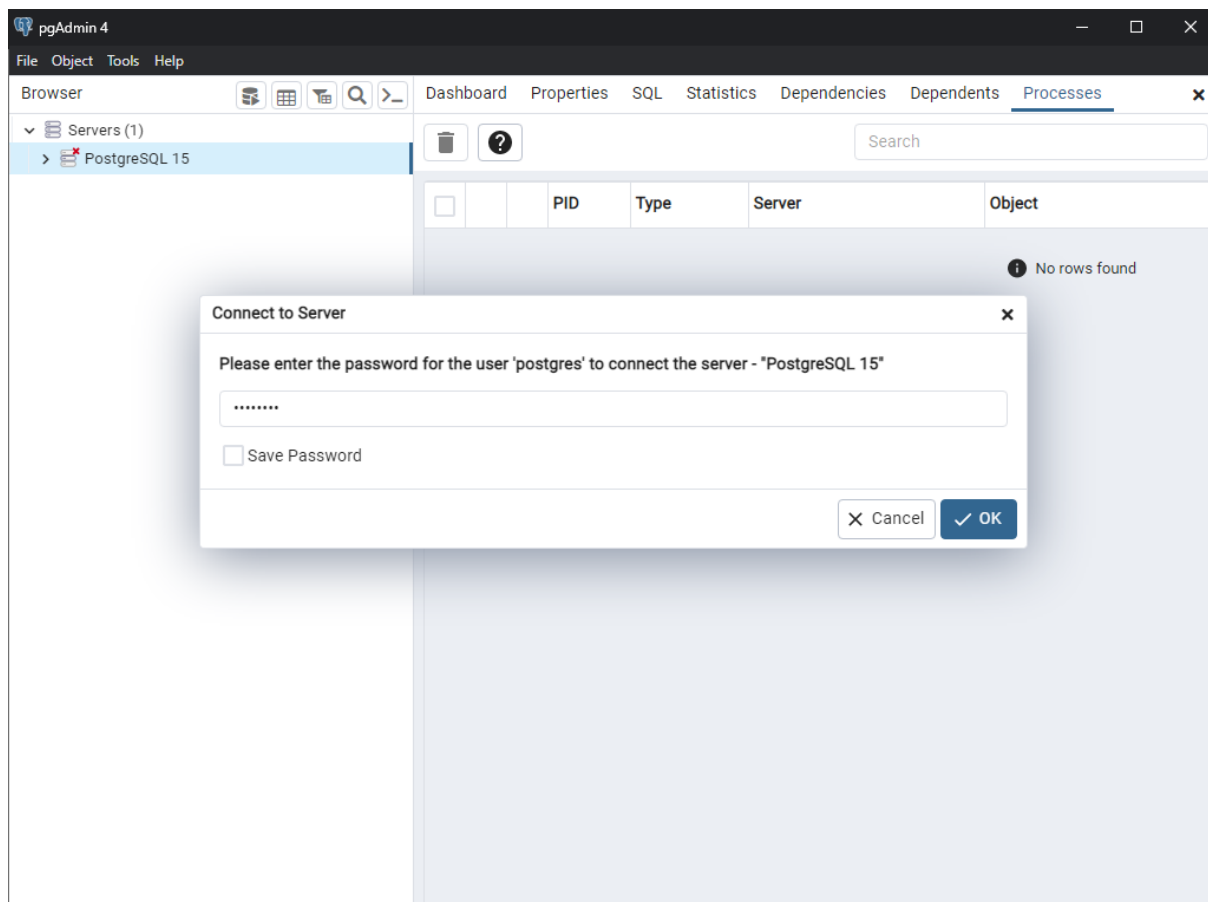 pgAdmin 4
File Object Tools Help
Browser
Dashboard Properties SQL Statistics Dependencies Dependents Processes
Servers (1)
PostgreSQL 15
Search
PID Type Server Object
No rows found
Connect to Server
Please enter the password for the user 'postgres' to connect the server - "PostgreSQL 15"
••••••••
Save Password
Cancel OK